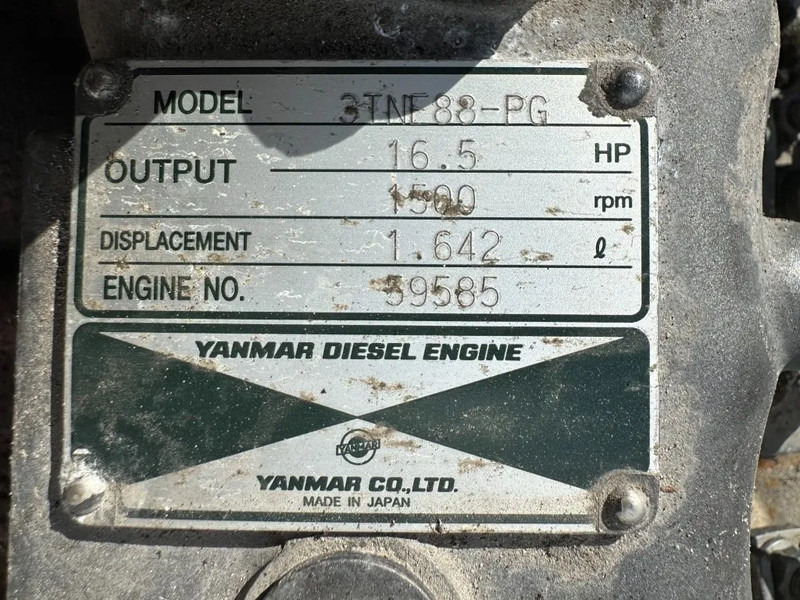 MODEL 3TNE88-PG
OUTPUT 16.5 HP
1500 rpm
DISPLACEMENT 1.642 ℓ
ENGINE NO. 59585
YANMAR DIESEL ENGINE
YANMAR
YANMAR CO.,LTD.
MADE IN JAPAN